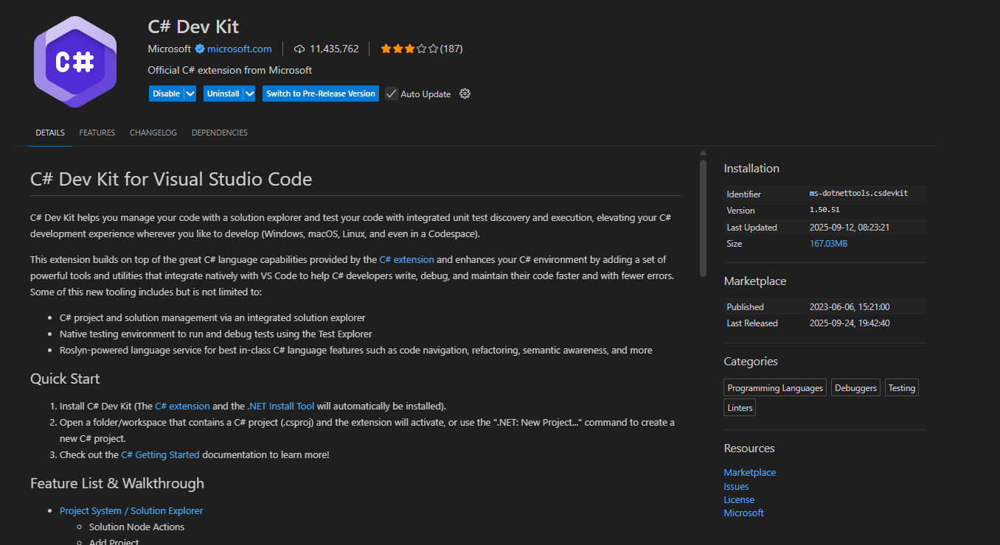 C#
C# Dev Kit
Microsoft microsoft.com 11,435,762 (187)
Official C# extension from Microsoft
Disable Uninstall Switch to Pre-Release Version Auto Update
DETAILS FEATURES CHANGELOG DEPENDENCIES
C# Dev Kit for Visual Studio Code
C# Dev Kit helps you manage your code with a solution explorer and test your code with integrated unit test discovery and execution, elevating your C#
development experience wherever you like to develop (Windows, macOS, Linux, and even in a Codespace).
This extension builds on top of the great C# language capabilities provided by the C# extension and enhances your C# environment by adding a set of
powerful tools and utilities that integrate natively with VS Code to help C# developers write, debug, and maintain their code faster and with fewer errors.
Some of this new tooling includes but is not limited to:
• C# project and solution management via an integrated solution explorer
• Native testing environment to run and debug tests using the Test Explorer
• Roslyn-powered language service for best in-class C# language features such as code navigation, refactoring, semantic awareness, and more
Quick Start
1. Install C# Dev Kit (The C# extension and the .NET Install Tool will automatically be installed).
2. Open a folder/workspace that contains a C# project (.csproj) and the extension will activate, or use the ".NET: New Project..." command to create a
new C# project.
3. Check out the C# Getting Started documentation to learn more!
Feature List & Walkthrough
• Project System / Solution Explorer
○ Solution Node Actions
○ Add Project
Installation
Identifier ms-dotnettools.csdevkit
Version 1.50.51
Last Updated 2025-09-12, 08:23:21
Size 167.03MB
Marketplace
Published 2023-06-06, 15:21:00
Last Released 2025-09-24, 19:42:40
Categories
Programming Languages Debuggers Testing
Linters
Resources
Marketplace
Issues
License
Microsoft